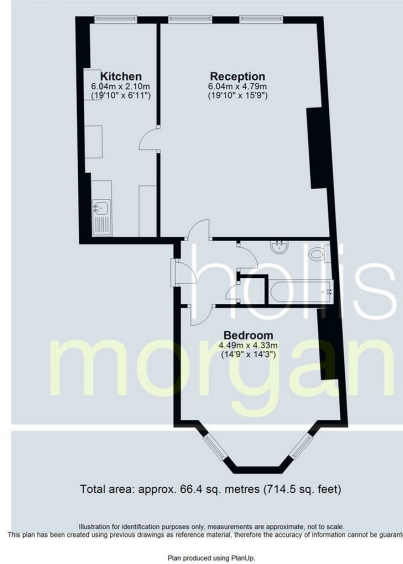 Kitchen
6.04m x 2.10m
(19'10" x 6'11")
Reception
6.04m x 4.79m
(19'10" x 15'9")
hollis
morgan
Bedroom
4.49m x 4.33m
(14'9" x 14'3")
Total area: approx. 66.4 sq. metres (714.5 sq. feet)
Illustration for identification purposes only, measurements are approximate, not to scale.
This plan has been created using previous drawings as reference material, therefore the accuracy of information cannot be guarant
Plan produced using PlanUp.